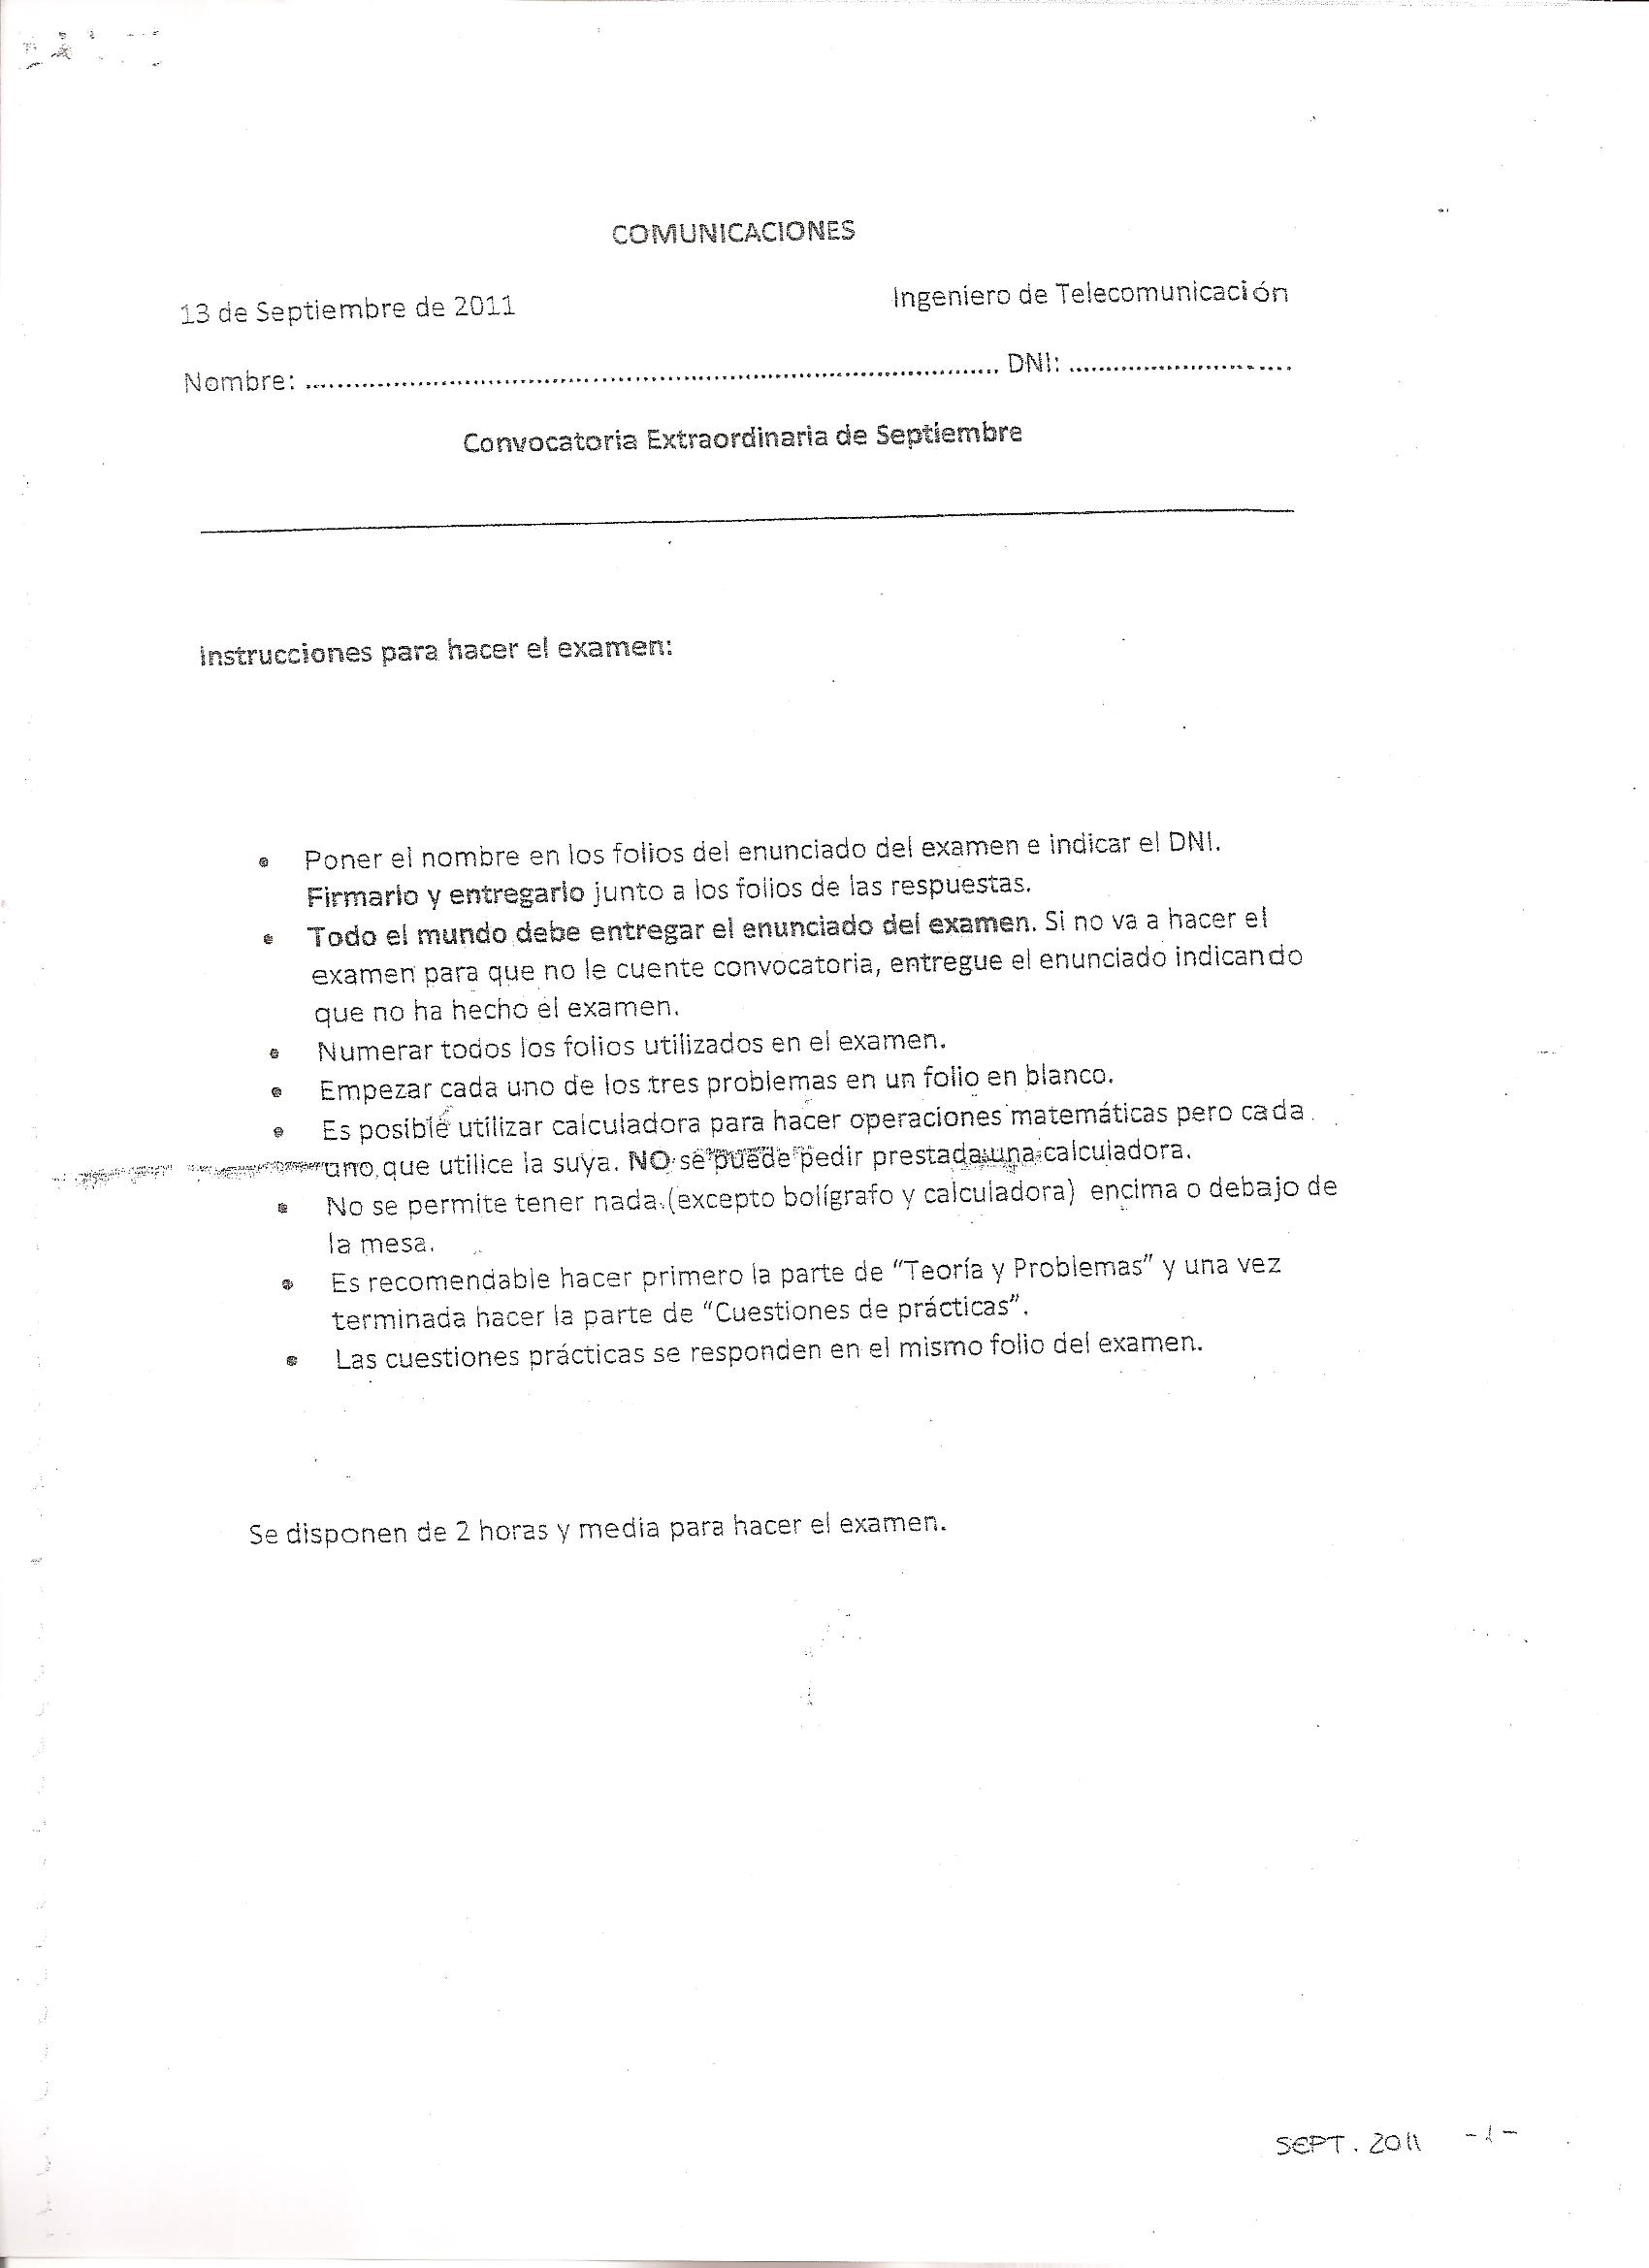 COMUNICACIONES
13 de Septiembre de 2011 Ingeniero de Telecomunicación
Nombre: ........................................................................................ DNI: ............................
Convocatoria Extraordinaria de Septiembre
Instrucciones para hacer el examen:
• Poner el nombre en los folios del enunciado del examen e indicar el DNI.
Firmarlo y entregarlo junto a los folios de las respuestas.
• Todo el mundo debe entregar el enunciado del examen. Si no va a hacer el
examen para que no le cuente convocatoria, entregue el enunciado indicando
que no ha hecho el examen.
• Numerar todos los folios utilizados en el examen.
• Empezar cada uno de los tres problemas en un folio en blanco.
• Es posible utilizar calculadora para hacer operaciones matemáticas pero cada
uno que utilice la suya. NO se puede pedir prestada una calculadora.
• No se permite tener nada (excepto bolígrafo y calculadora) encima o debajo de
la mesa.
• Es recomendable hacer primero la parte de "Teoría y Problemas" y una vez
terminada hacer la parte de "Cuestiones de prácticas".
• Las cuestiones prácticas se responden en el mismo folio del examen.
Se disponen de 2 horas y media para hacer el examen.
SEPT. 2011 -1-